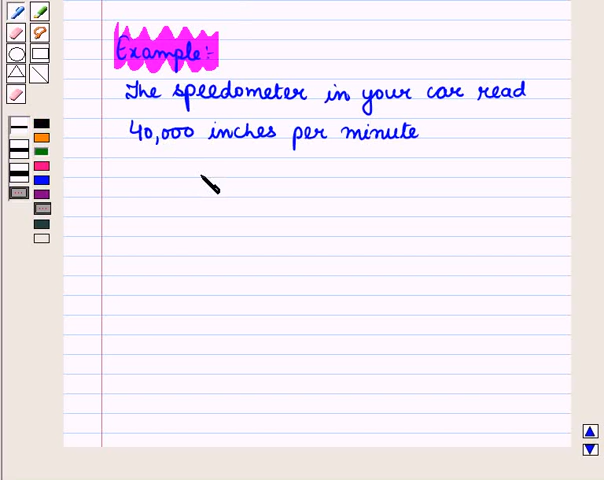 Example:-
The speedometer in your car read
40,000 inches per minute